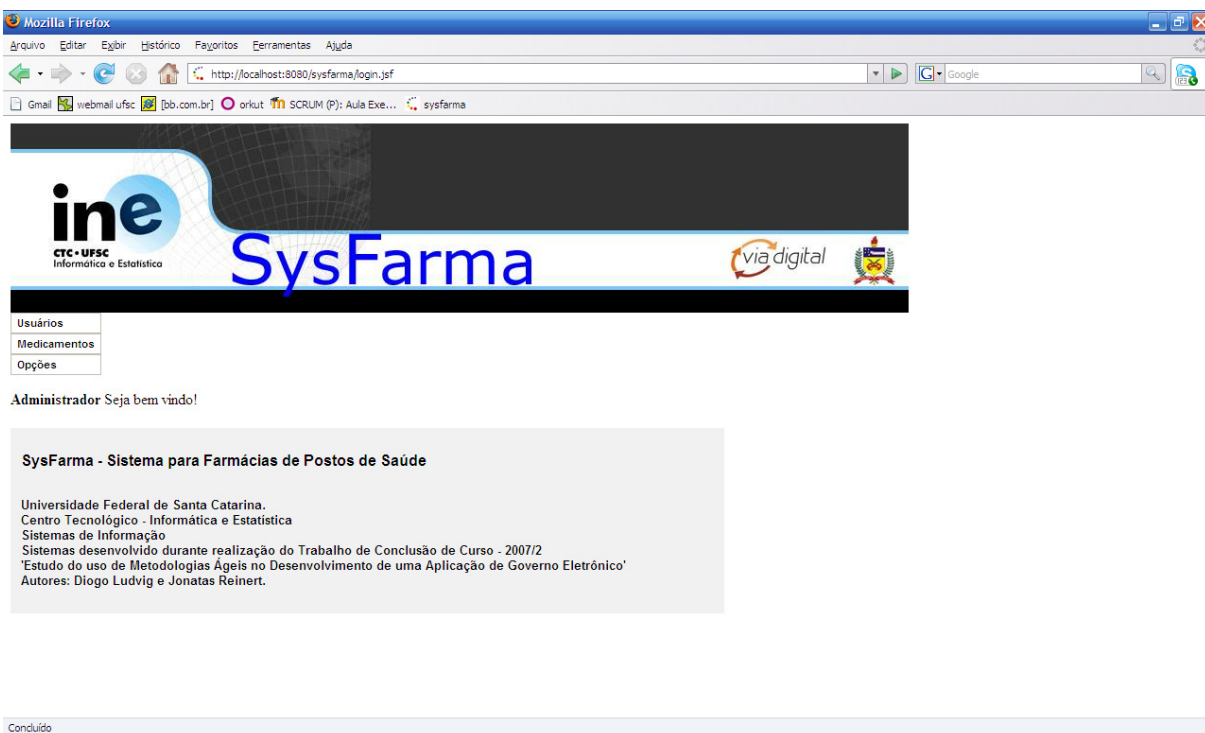 Mozilla Firefox
Arquivo Editar Exibir Histórico Favoritos Ferramentas Ajuda
http://localhost:8080/sysfarma/login.jsf
G Google
Gmail webmail ufsc [bb.com.br] orkut SCRUM (P): Aula Exe... sysfarma
ine
CTC • UFSC
Informática e Estatística
SysFarma
via digital
Usuários
Medicamentos
Opções
Administrador Seja bem vindo!
SysFarma - Sistema para Farmácias de Postos de Saúde
Universidade Federal de Santa Catarina.
Centro Tecnológico - Informática e Estatística
Sistemas de Informação
Sistemas desenvolvido durante realização do Trabalho de Conclusão de Curso - 2007/2
'Estudo do uso de Metodologias Ágeis no Desenvolvimento de uma Aplicação de Governo Eletrônico'
Autores: Diogo Ludvig e Jonatas Reinert.
Concluído